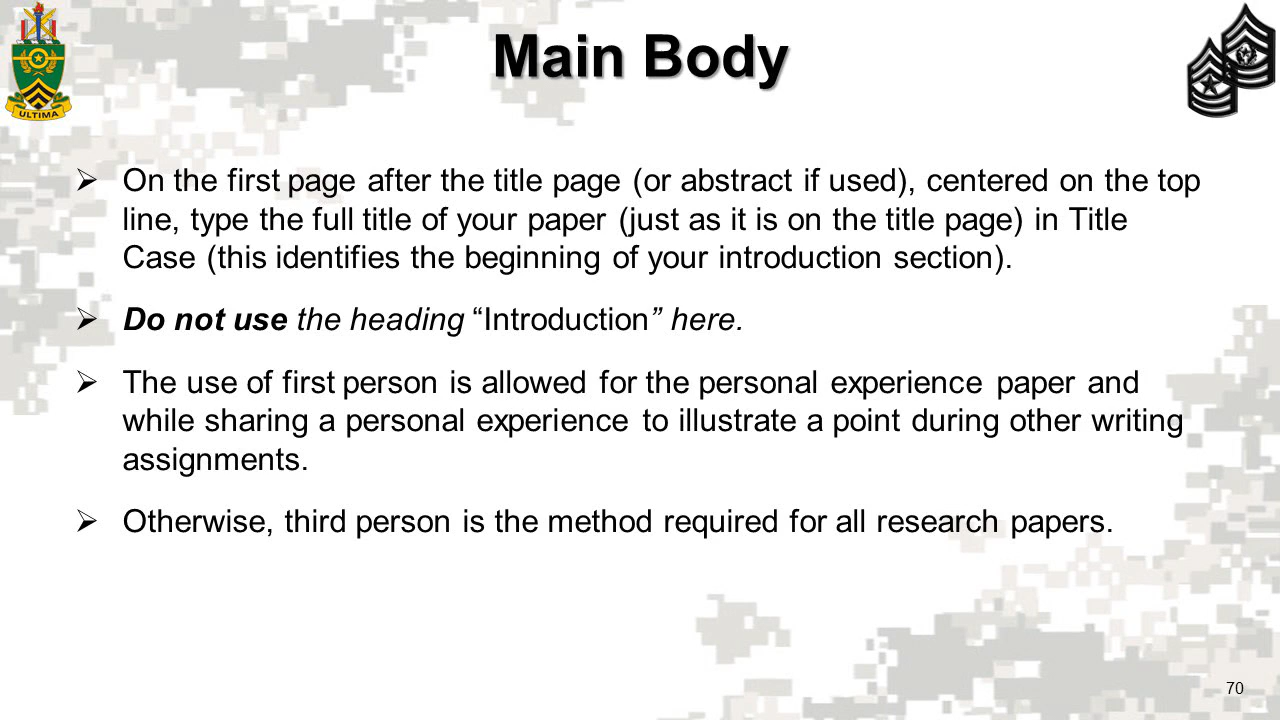 Main Body
ULTIMA
➢ On the first page after the title page (or abstract if used), centered on the top
line, type the full title of your paper (just as it is on the title page) in Title
Case (this identifies the beginning of your introduction section).
➢ Do not use the heading “Introduction” here.
➢ The use of first person is allowed for the personal experience paper and
while sharing a personal experience to illustrate a point during other writing
assignments.
➢ Otherwise, third person is the method required for all research papers.
70